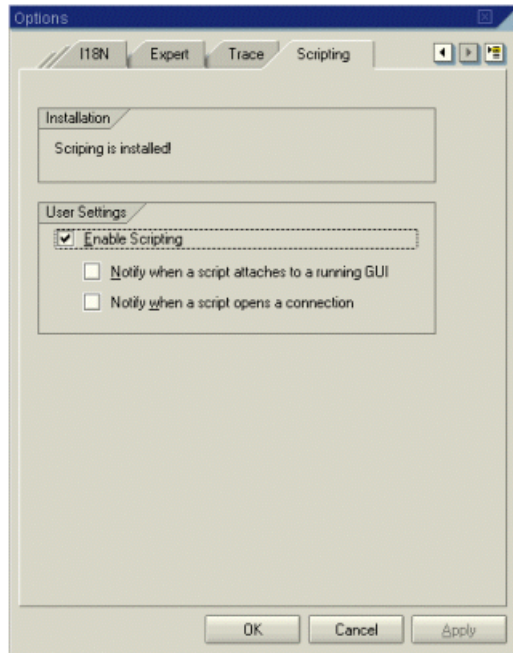 Options
I18N
Expert
Trace
Scripting
Installation
Scriping is installed!
User Settings
Enable Scripting
Notify when a script attaches to a running GUI
Notify when a script opens a connection
OK
Cancel
Apply